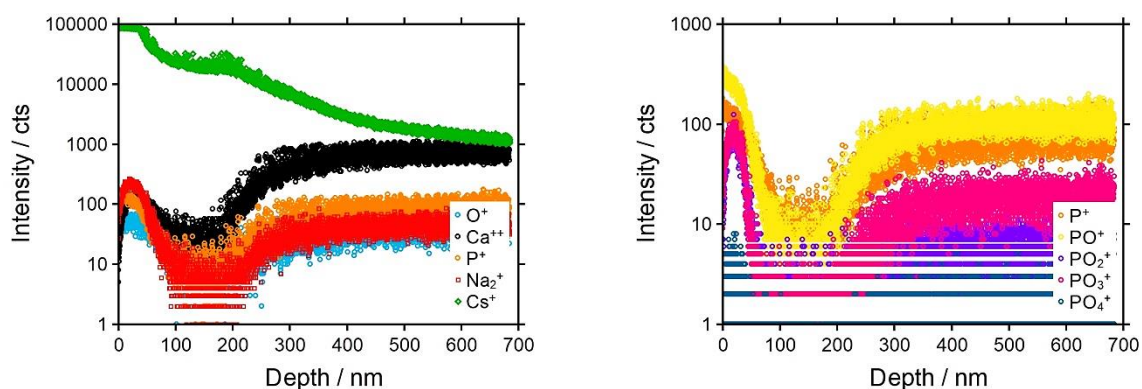 Intensity / cts
100000
10000
1000
100
10
1
0 100 200 300 400 500 600 700
Depth / nm
O⁺
Ca⁺⁺
P⁺
Na₂⁺
Cs⁺
Intensity / cts
1000
100
10
1
0 100 200 300 400 500 600 700
Depth / nm
P⁺
PO⁺
PO₂⁺
PO₃⁺
PO₄⁺